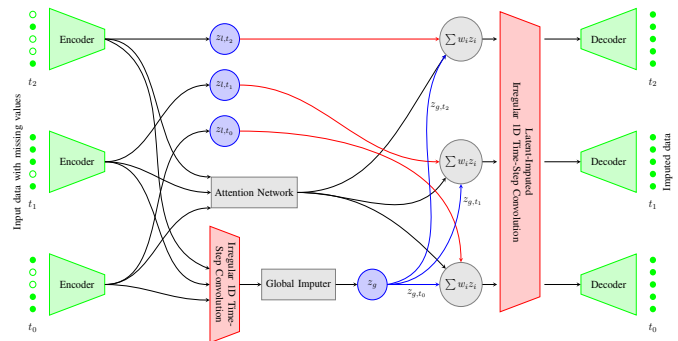 Input data with missing values
t₂
t₁
t₀
Encoder
Encoder
Encoder
z_{l,t₂}
z_{l,t₁}
z_{l,t₀}
Attention Network
Irregular 1D Time-
Step Convolution
Global Imputer
z_g
z_{g,t₂}
z_{g,t₁}
z_{g,t₀}
∑ w_i z_i
∑ w_i z_i
∑ w_i z_i
Latent-Imputed
Irregular 1D Time-Step Convolution
Decoder
Decoder
Decoder
t₂
t₁
t₀
Imputed data